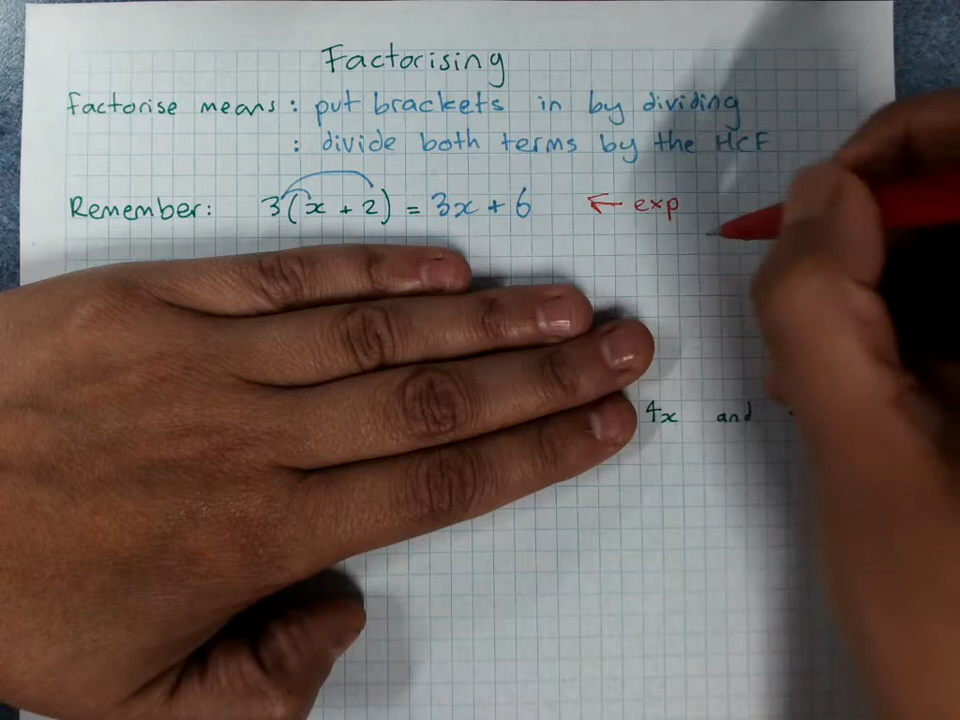 Factorising
Factorise means : put brackets in by dividing
: divide both terms by the HCF
Remember: 3(x + 2) = 3x + 6 ← exp
4x and